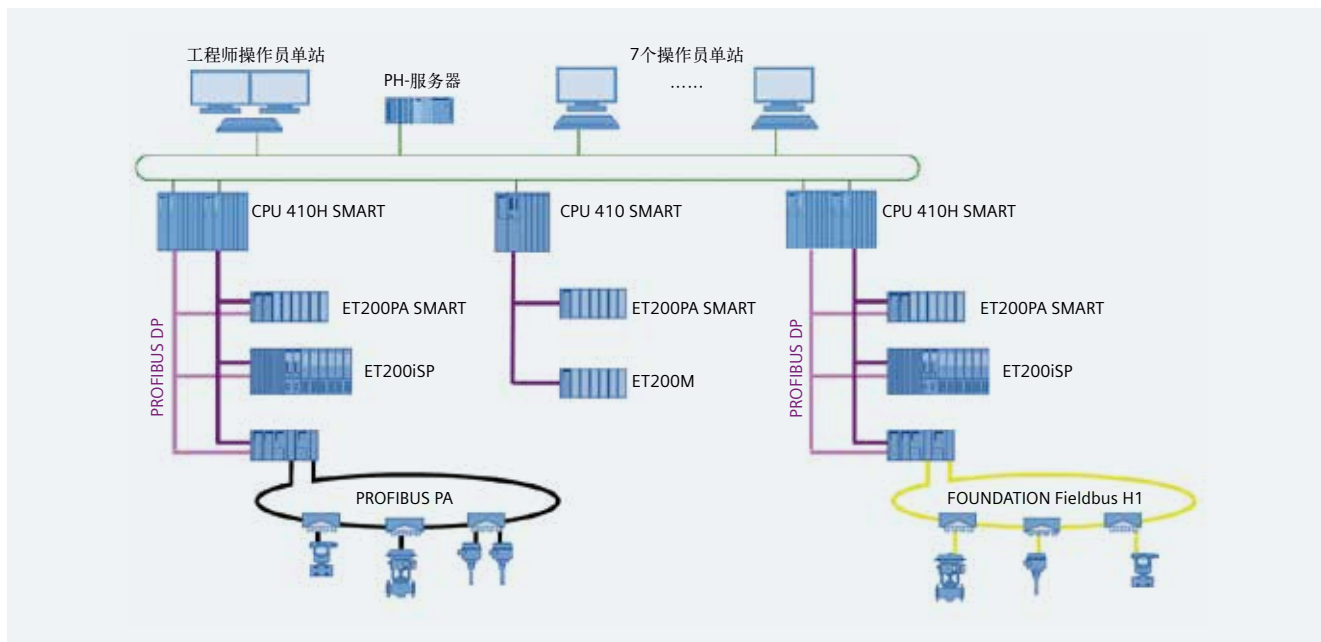 工程师操作员单站
PH-服务器
7个操作员单站
……
CPU 410H SMART
CPU 410 SMART
CPU 410H SMART
PROFIBUS DP
ET200PA SMART
ET200iSP
ET200PA SMART
ET200M
PROFIBUS DP
ET200PA SMART
ET200iSP
PROFIBUS PA
FOUNDATION Fieldbus H1